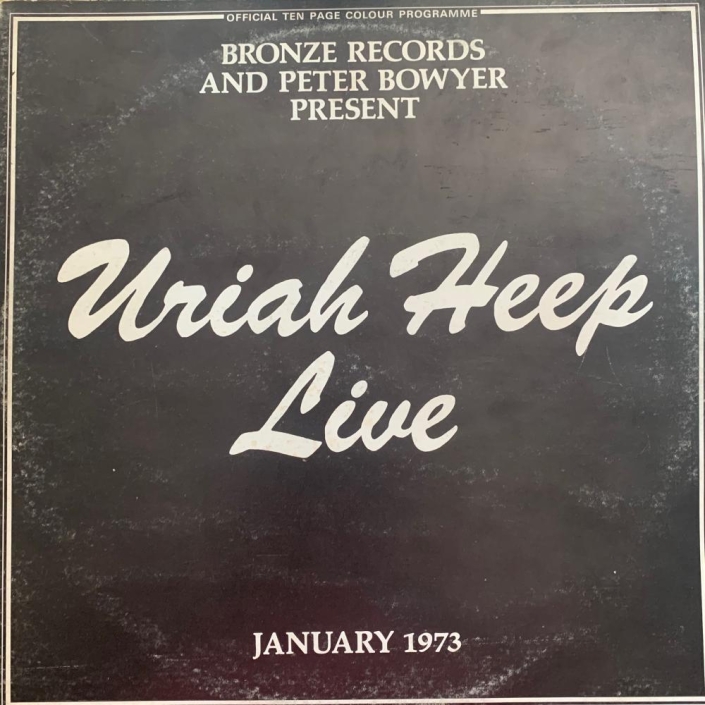 OFFICIAL TEN PAGE COLOUR PROGRAMME
BRONZE RECORDS
AND PETER BOWYER
PRESENT
Uriah Heep
Live
JANUARY 1973